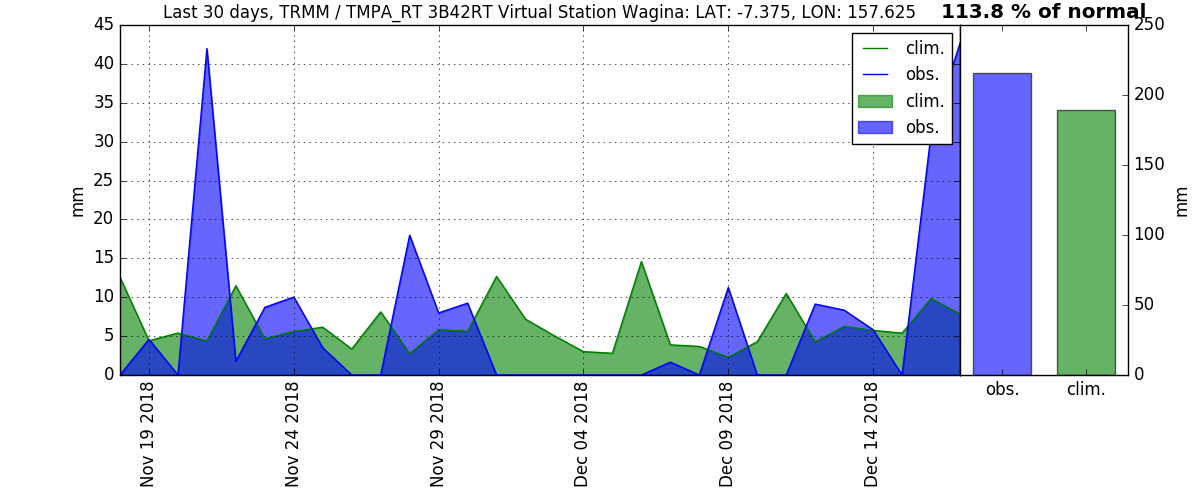 Last 30 days, TRMM / TMPA_RT 3B42RT Virtual Station Wagina: LAT: -7.375, LON: 157.625
113.8 % of normal
45
40
35
30
25
20
15
10
5
0
mm
clim.
obs.
clim.
obs.
250
200
150
100
50
0
mm
obs.
clim.
Nov 19 2018
Nov 24 2018
Nov 29 2018
Dec 04 2018
Dec 09 2018
Dec 14 2018